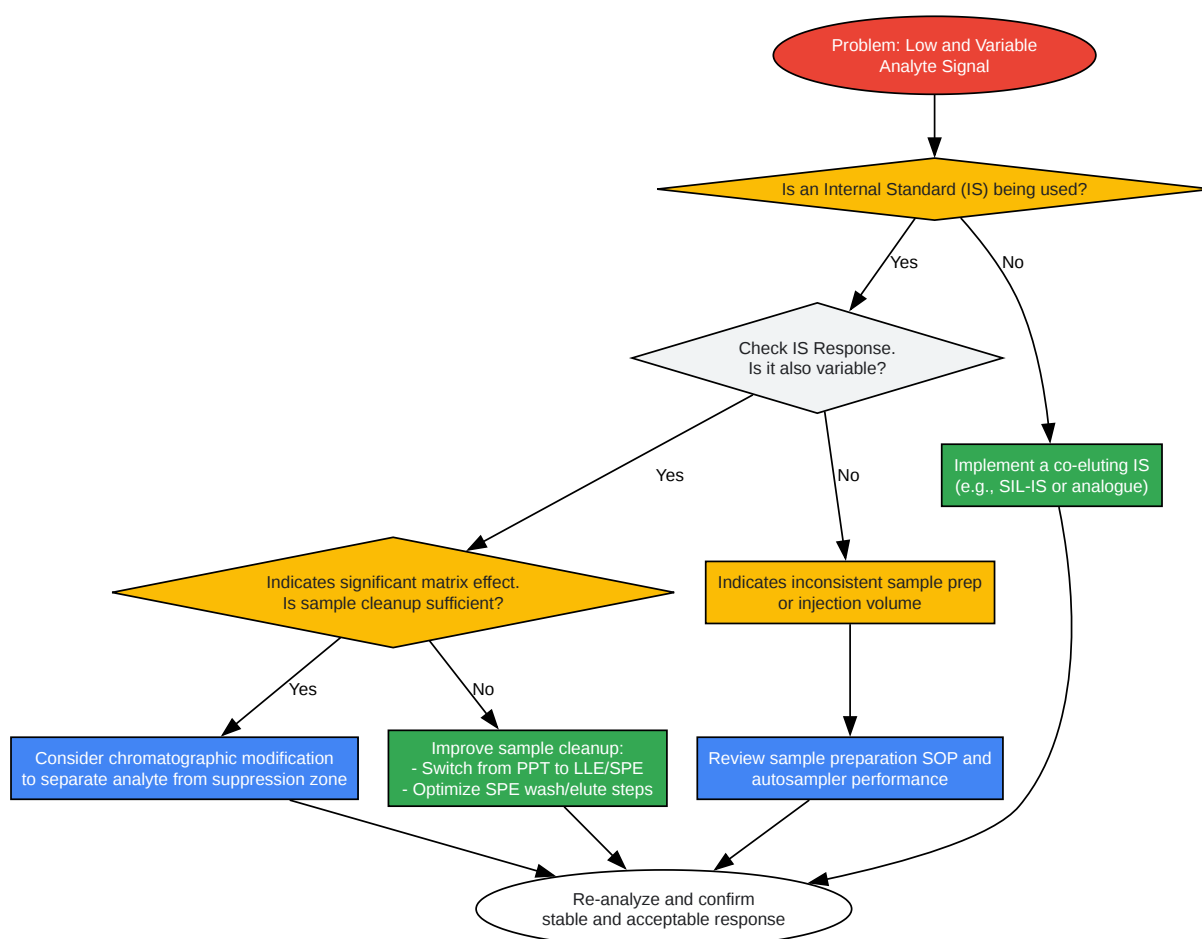 Problem: Low and Variable
Analyte Signal
Is an Internal Standard (IS) being used?
Yes
No
Check IS Response.
Is it also variable?
Yes
No
Implement a co-eluting IS
(e.g., SIL-IS or analogue)
Indicates significant matrix effect.
Is sample cleanup sufficient?
Indicates inconsistent sample prep
or injection volume
Yes
No
Consider chromatographic modification
to separate analyte from suppression zone
Improve sample cleanup:
- Switch from PPT to LLE/SPE
- Optimize SPE wash/elute steps
Review sample preparation SOP and
autosampler performance
Re-analyze and confirm
stable and acceptable response